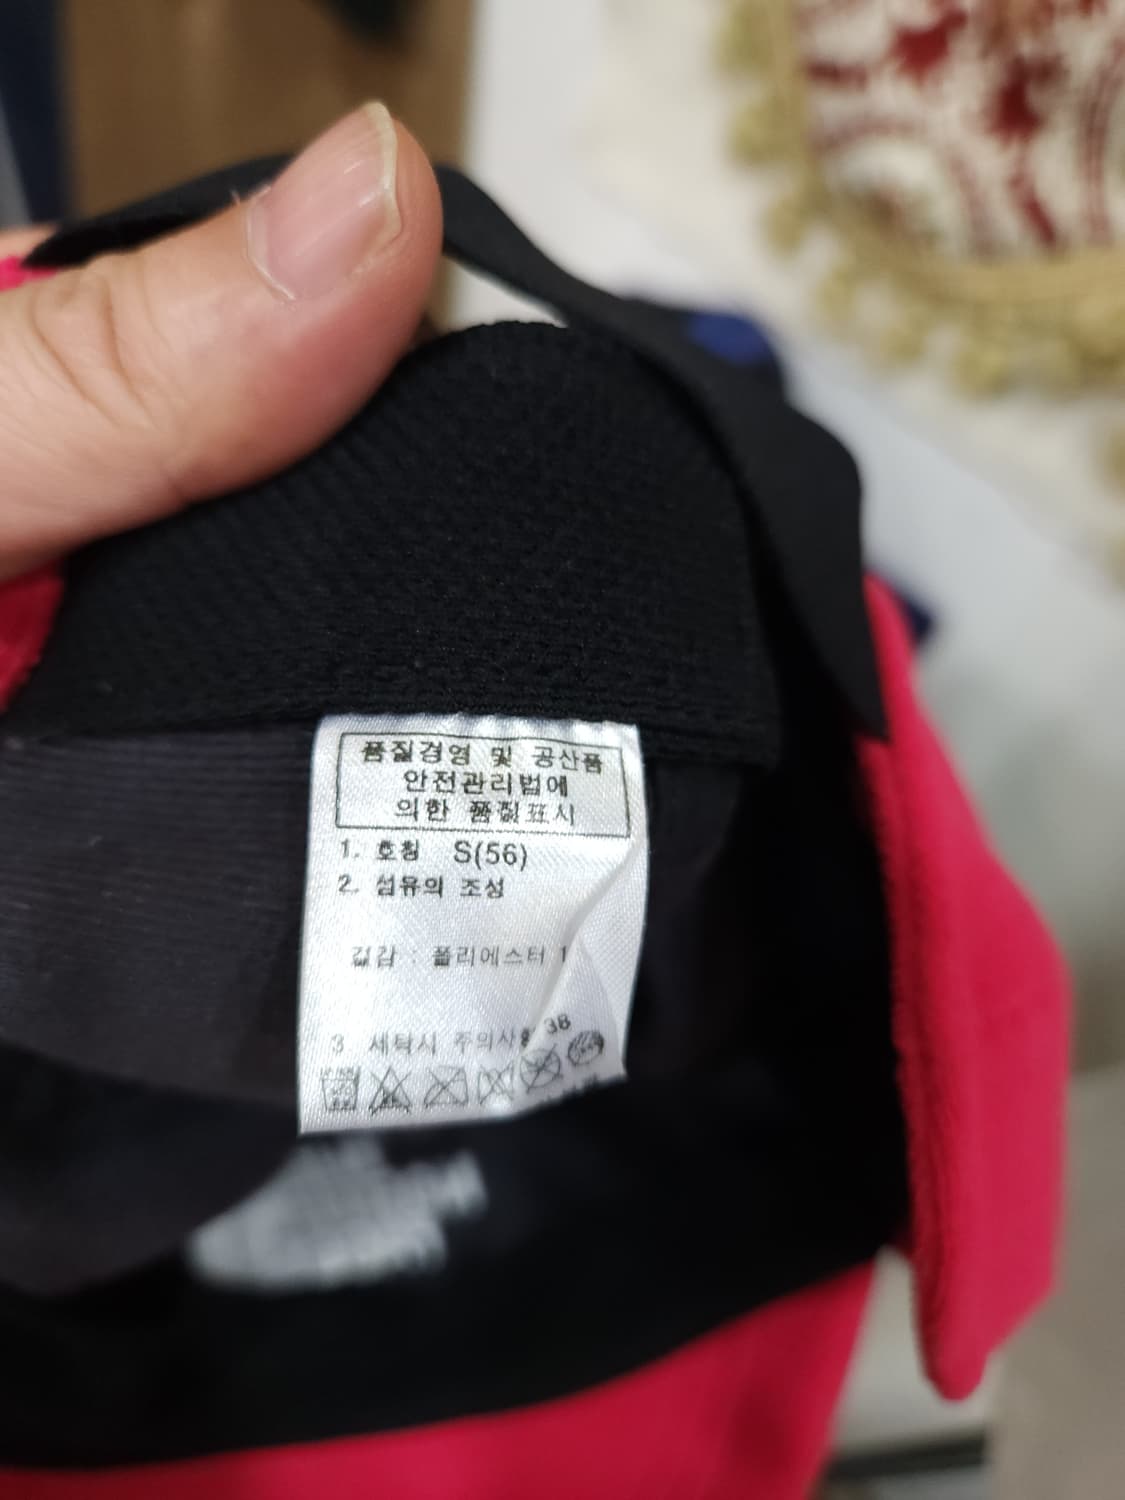 품질경영 및 공산품
안전관리법에
의한 품질표시
1. 호칭 S(56)
2. 섬유의 조성
겉감 : 폴리에스터 1
3 세탁시 주의사항 38